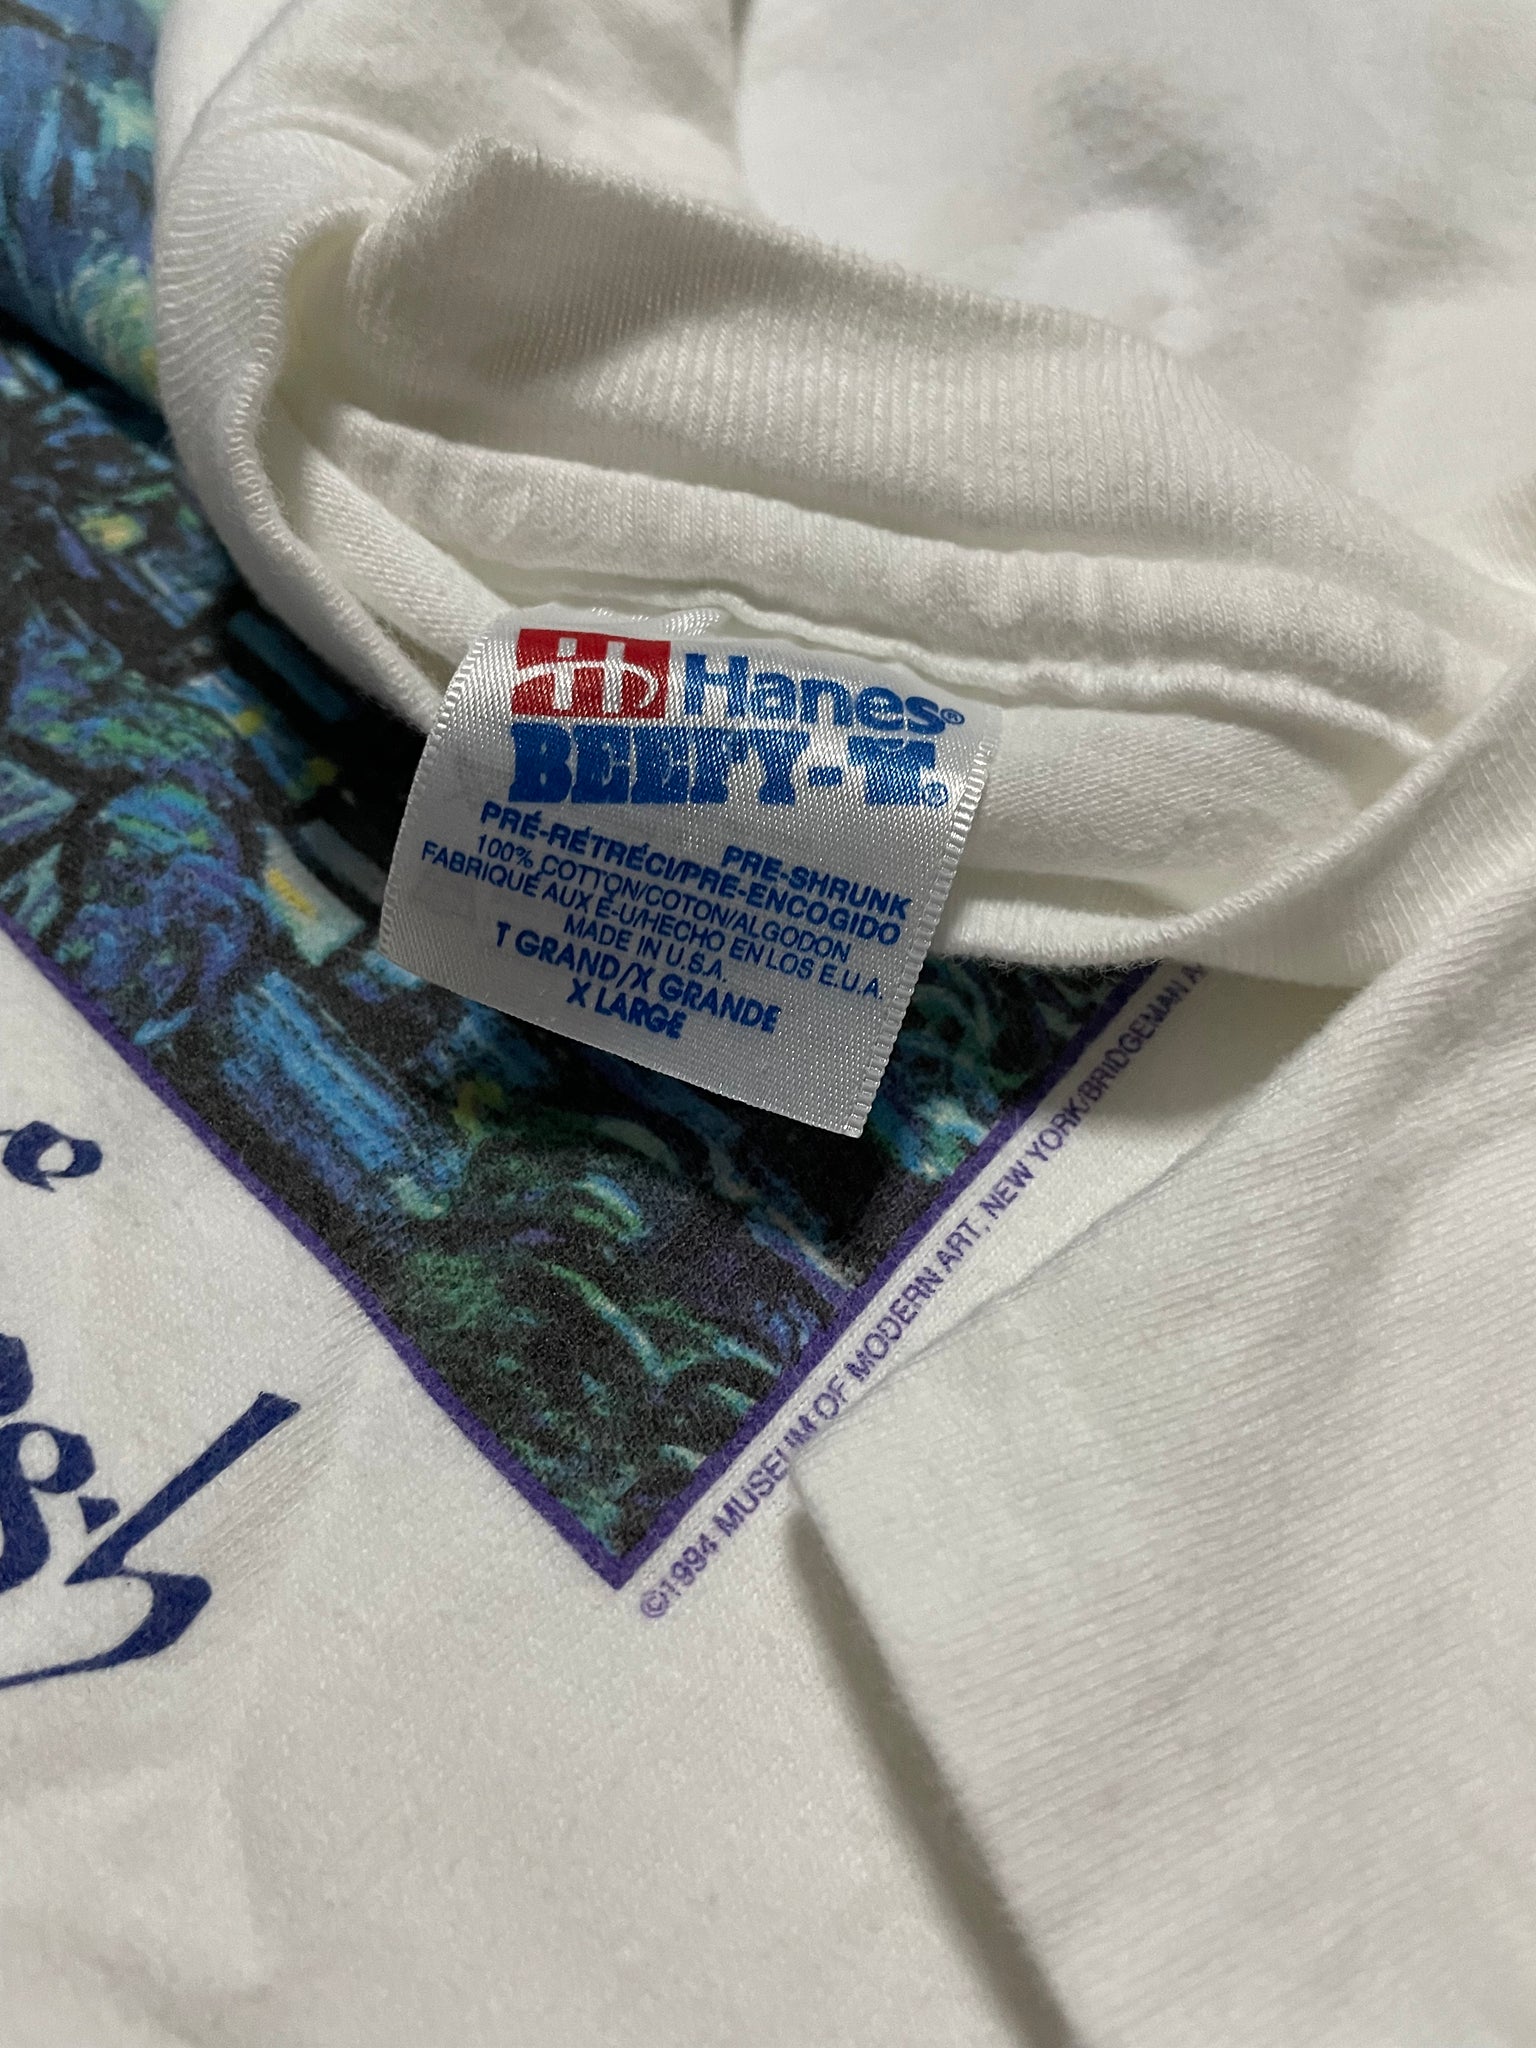 Hanes®
BEEFY-T®
PRE-SHRUNK
PRÉ-RÉTRÉCI/PRE-ENCOGIDO
100% COTTON/COTON/ALGODON
FABRIQUÉ AUX É-U/HECHO EN LOS E.U.A.
MADE IN U.S.A.
T GRAND/X GRANDE
X LARGE
©1994 MUSEUM OF MODERN ART, NEW YORK/BRIDGEMAN A